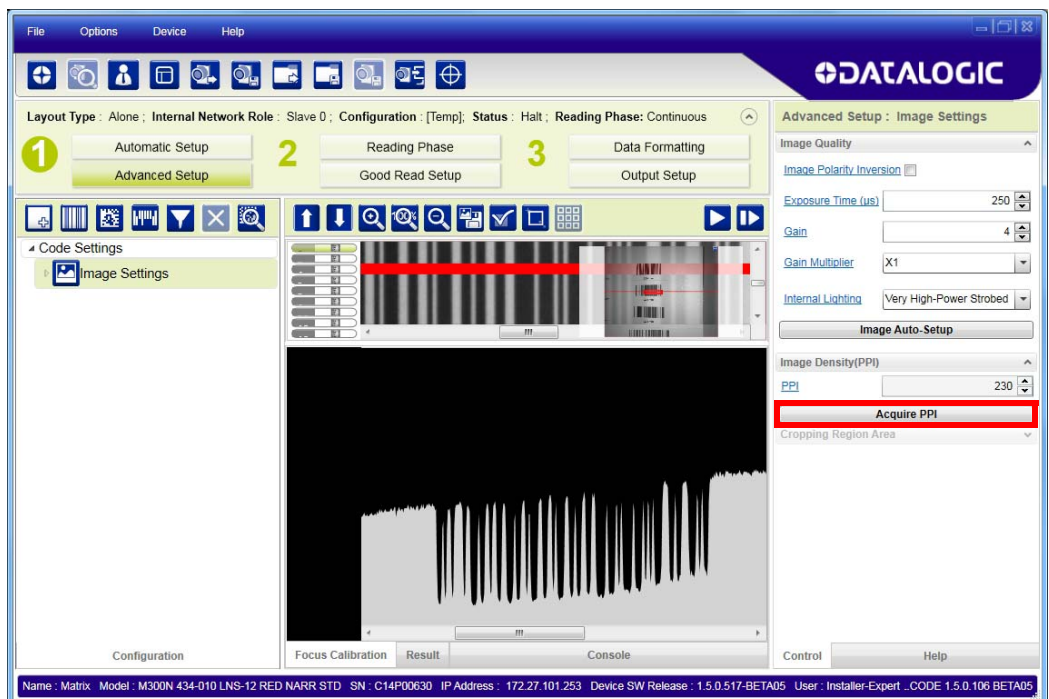 File Options Device Help
DATALOGIC
Layout Type : Alone ; Internal Network Role : Slave 0 ; Configuration : [Temp]; Status : Halt ; Reading Phase: Continuous
1 Automatic Setup
Advanced Setup
2 Reading Phase
Good Read Setup
3 Data Formatting
Output Setup
Code Settings
Image Settings
Configuration
100%
Focus Calibration Result Console
Advanced Setup : Image Settings
Image Quality
Image Polarity Inversion
Exposure Time (µs) 250
Gain 4
Gain Multiplier X1
Internal Lighting Very High-Power Strobed
Image Auto-Setup
Image Density(PPI)
PPI 230
Acquire PPI
Cropping Region Area
Control Help
Name : Matrix Model : M300N 434-010 LNS-12 RED NARR STD SN : C14P00630 IP Address : 172.27.101.253 Device SW Release : 1.5.0.517-BETA05 User : Installer-Expert ..CODE 1.5.0.106 BETA05